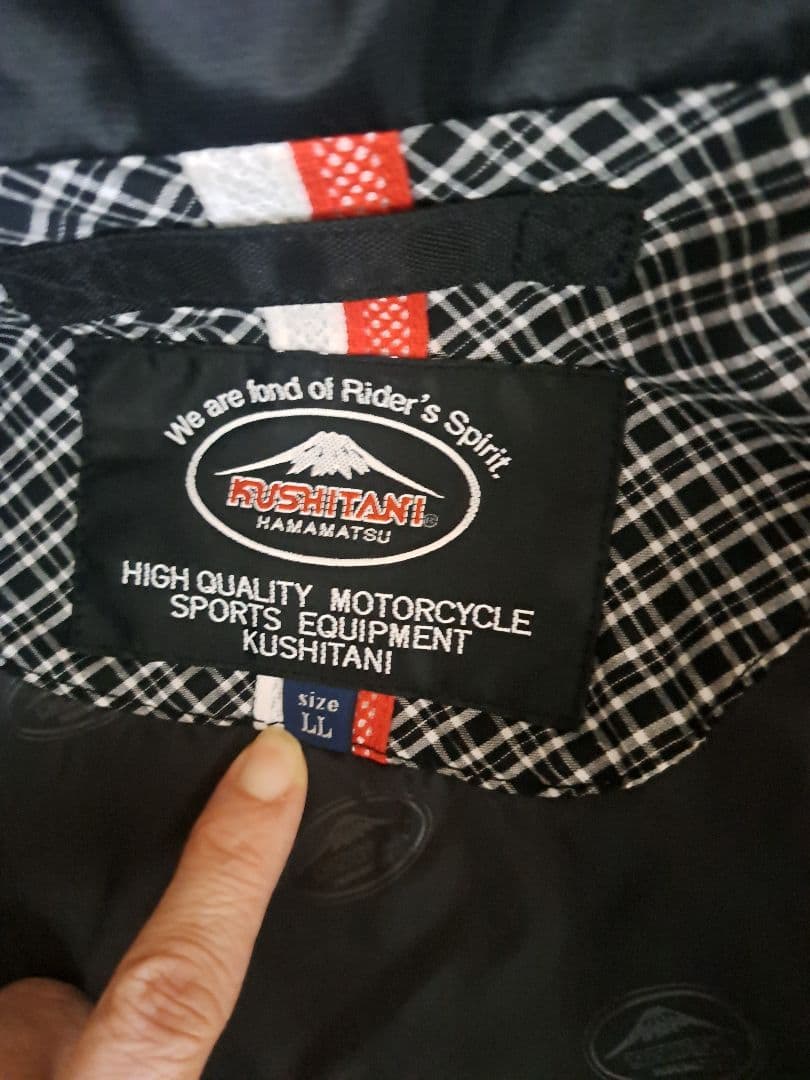 We are fond of Rider's Spirit.
KUSHITANI®
HAMAMATSU
HIGH QUALITY MOTORCYCLE
SPORTS EQUIPMENT
KUSHITANI
size
LL